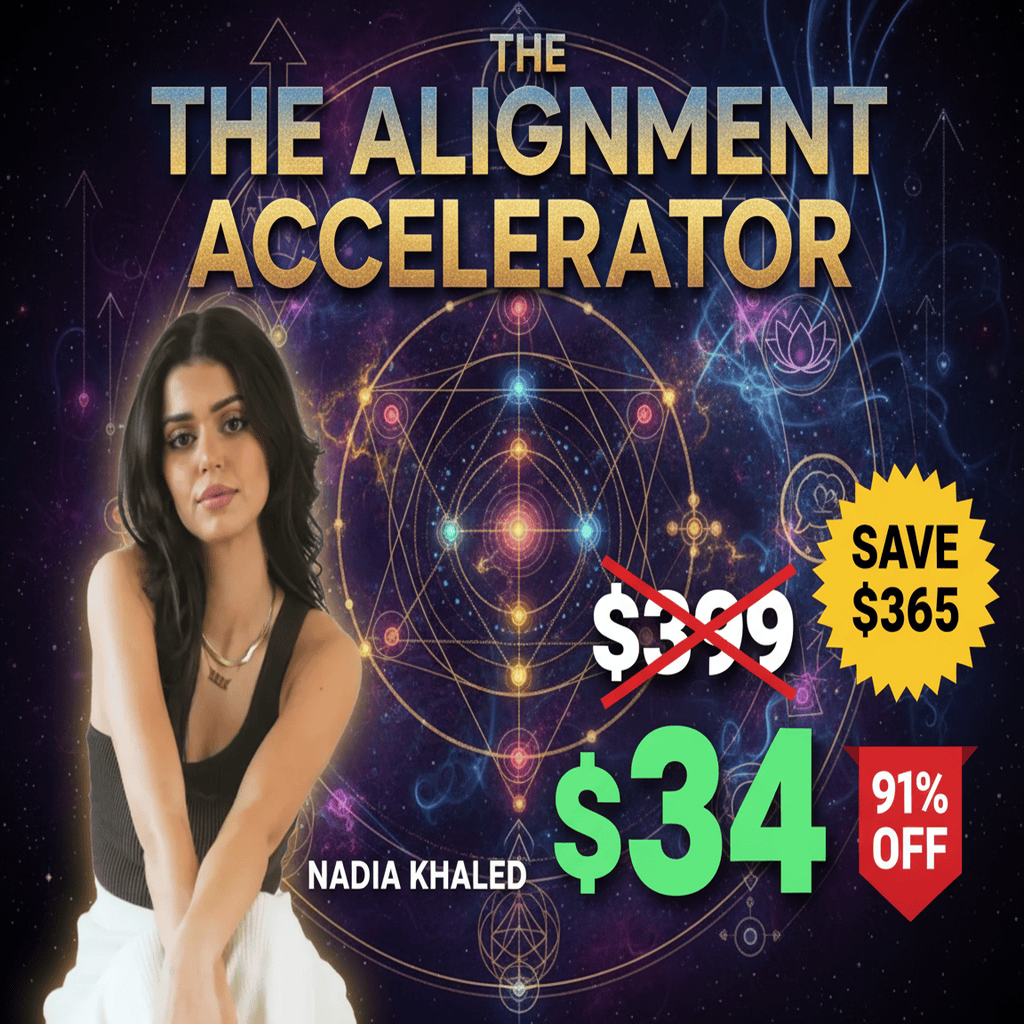 THE
THE ALIGNMENT
ACCELERATOR
SAVE
$365
$399
$34
91%
OFF
NADIA KHALED